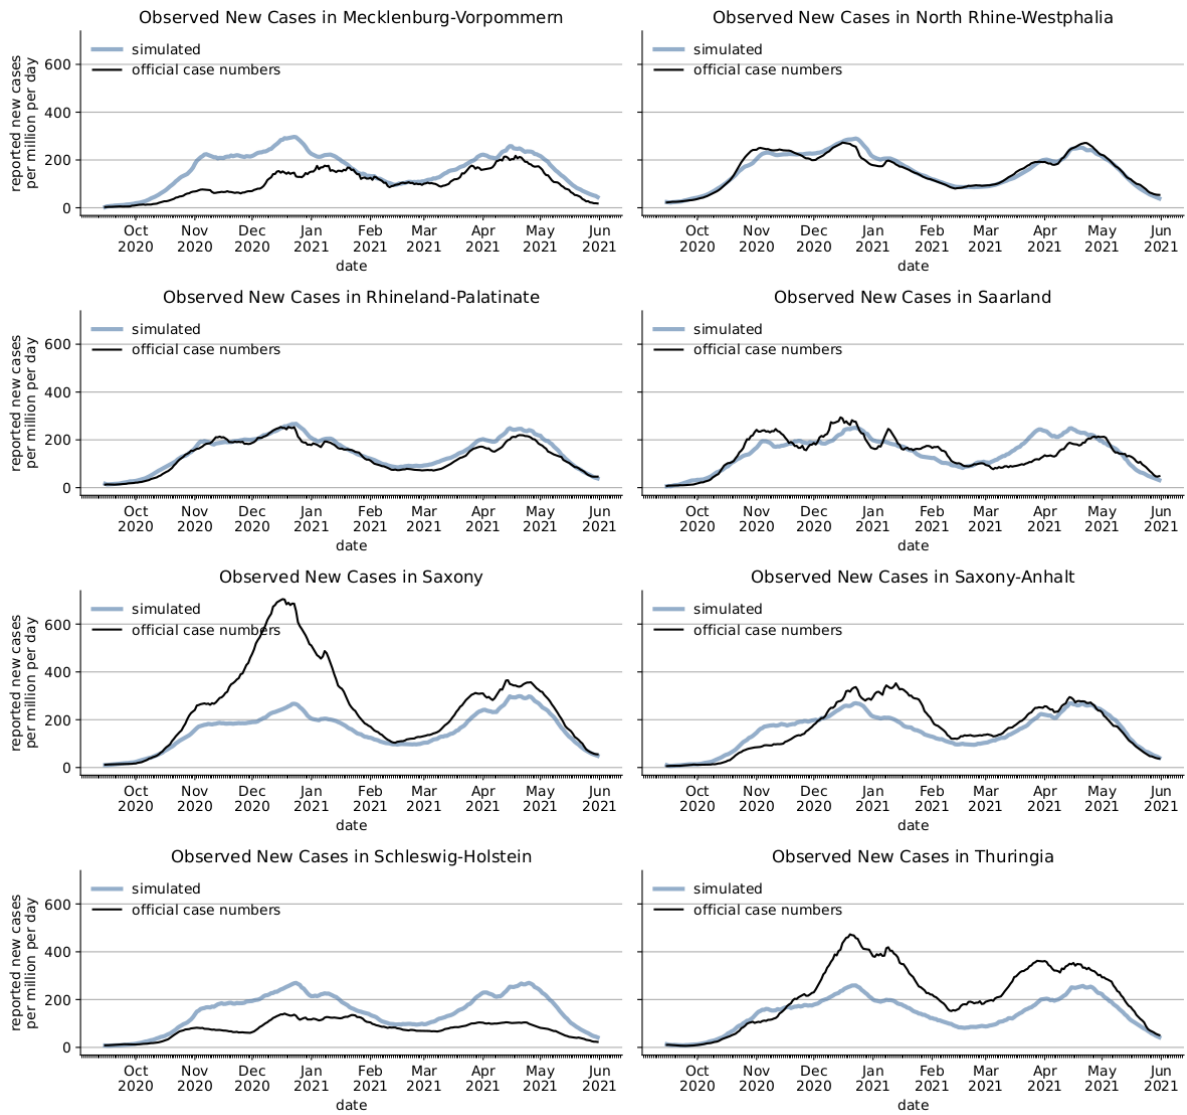 Observed New Cases in Mecklenburg-Vorpommern
simulated
official case numbers
reported new cases
per million per day
600
400
200
0
Oct
2020
Nov
2020
Dec
2020
Jan
2021
Feb
2021
Mar
2021
Apr
2021
May
2021
Jun
2021
date
Observed New Cases in North Rhine-Westphalia
simulated
official case numbers
Oct
2020
Nov
2020
Dec
2020
Jan
2021
Feb
2021
Mar
2021
Apr
2021
May
2021
Jun
2021
date
Observed New Cases in Rhineland-Palatinate
simulated
official case numbers
reported new cases
per million per day
600
400
200
0
Oct
2020
Nov
2020
Dec
2020
Jan
2021
Feb
2021
Mar
2021
Apr
2021
May
2021
Jun
2021
date
Observed New Cases in Saarland
simulated
official case numbers
Oct
2020
Nov
2020
Dec
2020
Jan
2021
Feb
2021
Mar
2021
Apr
2021
May
2021
Jun
2021
date
Observed New Cases in Saxony
simulated
official case numbers
reported new cases
per million per day
600
400
200
0
Oct
2020
Nov
2020
Dec
2020
Jan
2021
Feb
2021
Mar
2021
Apr
2021
May
2021
Jun
2021
date
Observed New Cases in Saxony-Anhalt
simulated
official case numbers
Oct
2020
Nov
2020
Dec
2020
Jan
2021
Feb
2021
Mar
2021
Apr
2021
May
2021
Jun
2021
date
Observed New Cases in Schleswig-Holstein
simulated
official case numbers
reported new cases
per million per day
600
400
200
0
Oct
2020
Nov
2020
Dec
2020
Jan
2021
Feb
2021
Mar
2021
Apr
2021
May
2021
Jun
2021
date
Observed New Cases in Thuringia
simulated
official case numbers
Oct
2020
Nov
2020
Dec
2020
Jan
2021
Feb
2021
Mar
2021
Apr
2021
May
2021
Jun
2021
date